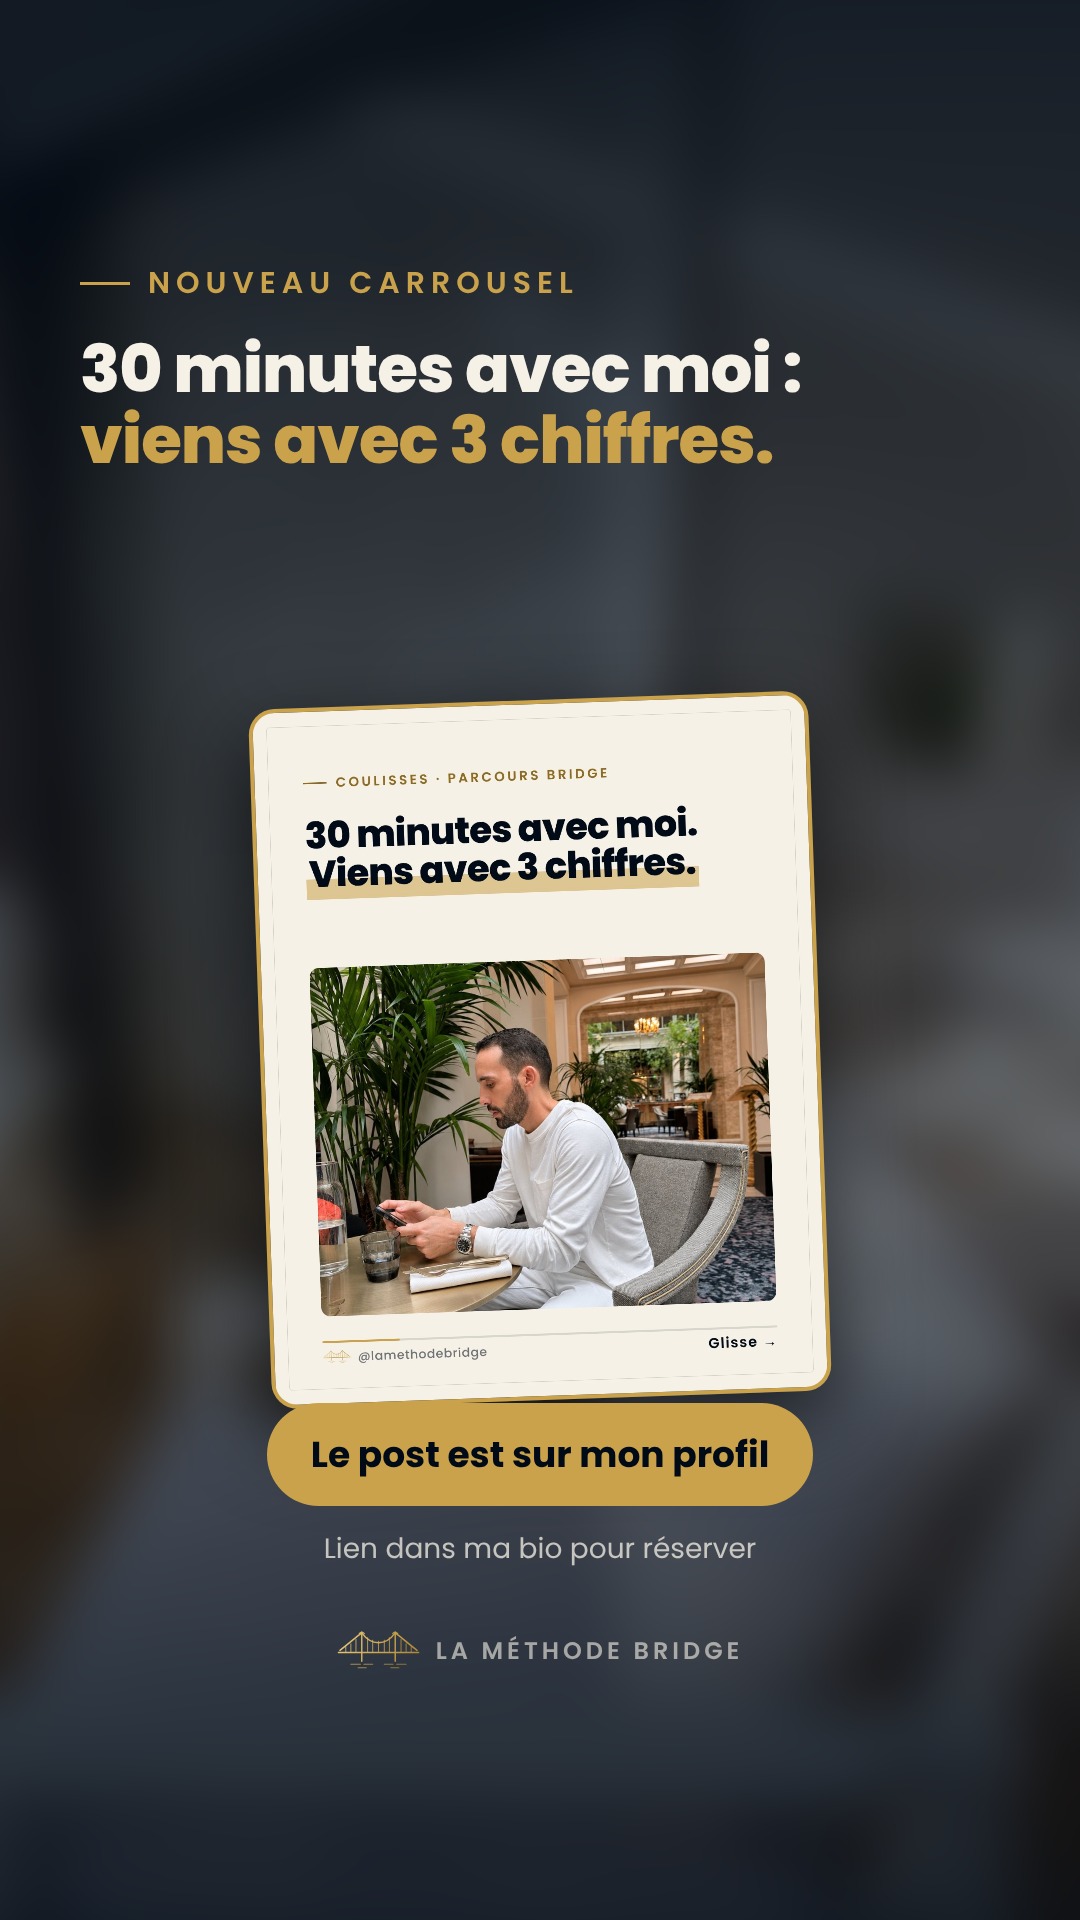 NOUVEAU CARROUSEL
30 minutes avec moi :
viens avec 3 chiffres.
COULISSES · PARCOURS BRIDGE
30 minutes avec moi.
Viens avec 3 chiffres.
@lamethodebridge
Glisse →
Le post est sur mon profil
Lien dans ma bio pour réserver
LA MÉTHODE BRIDGE